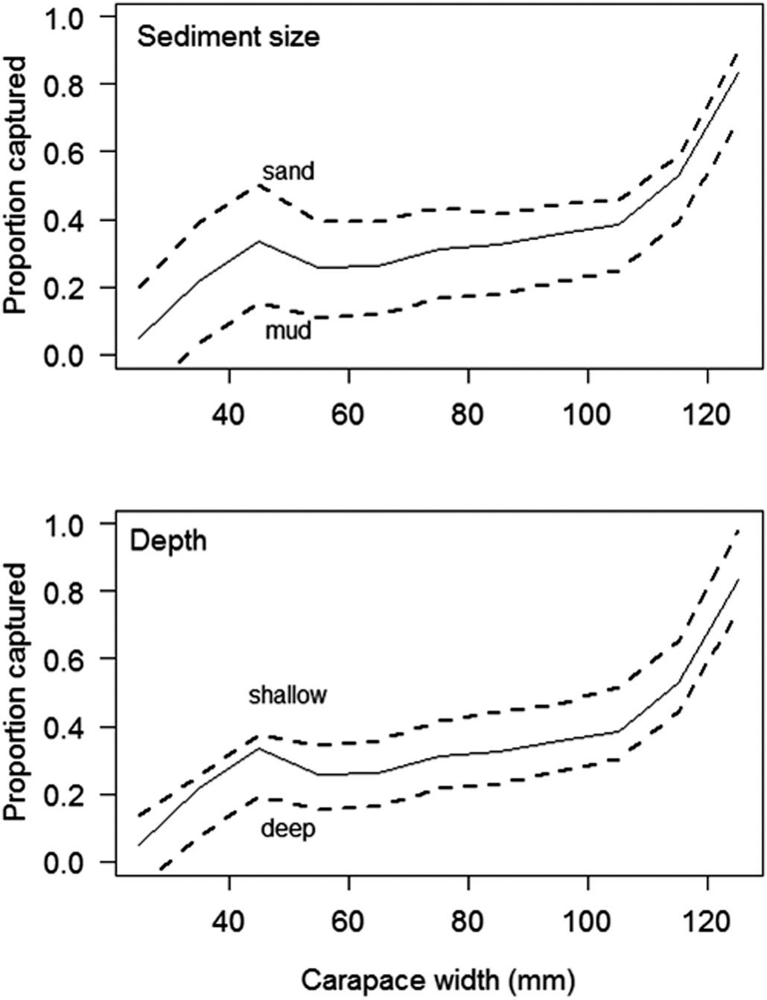 Sediment size
Proportion captured
1.0
0.8
0.6
0.4
0.2
0.0
sand
mud
40 60 80 100 120
Depth
Proportion captured
1.0
0.8
0.6
0.4
0.2
0.0
shallow
deep
40 60 80 100 120
Carapace width (mm)